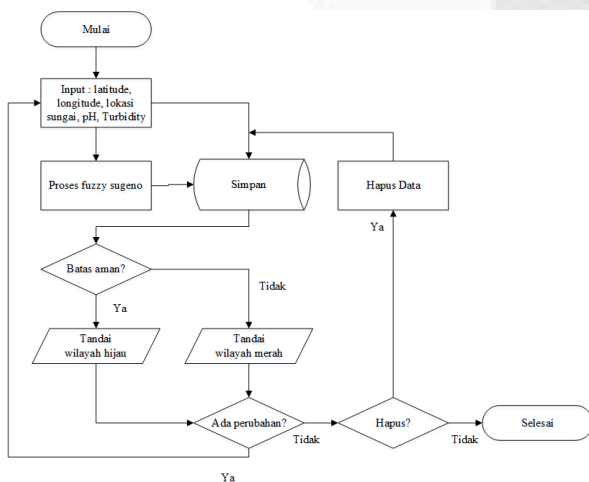 Mulai
Input : latitude,
longitude, lokasi
sungai, pH, Turbidity
Proses fuzzy sugeno
Simpan
Hapus Data
Ya
Batas aman?
Tidak
Ya
Tandai
wilayah hijau
Tandai
wilayah merah
Ada perubahan?
Tidak
Hapus?
Tidak
Selesai
Ya